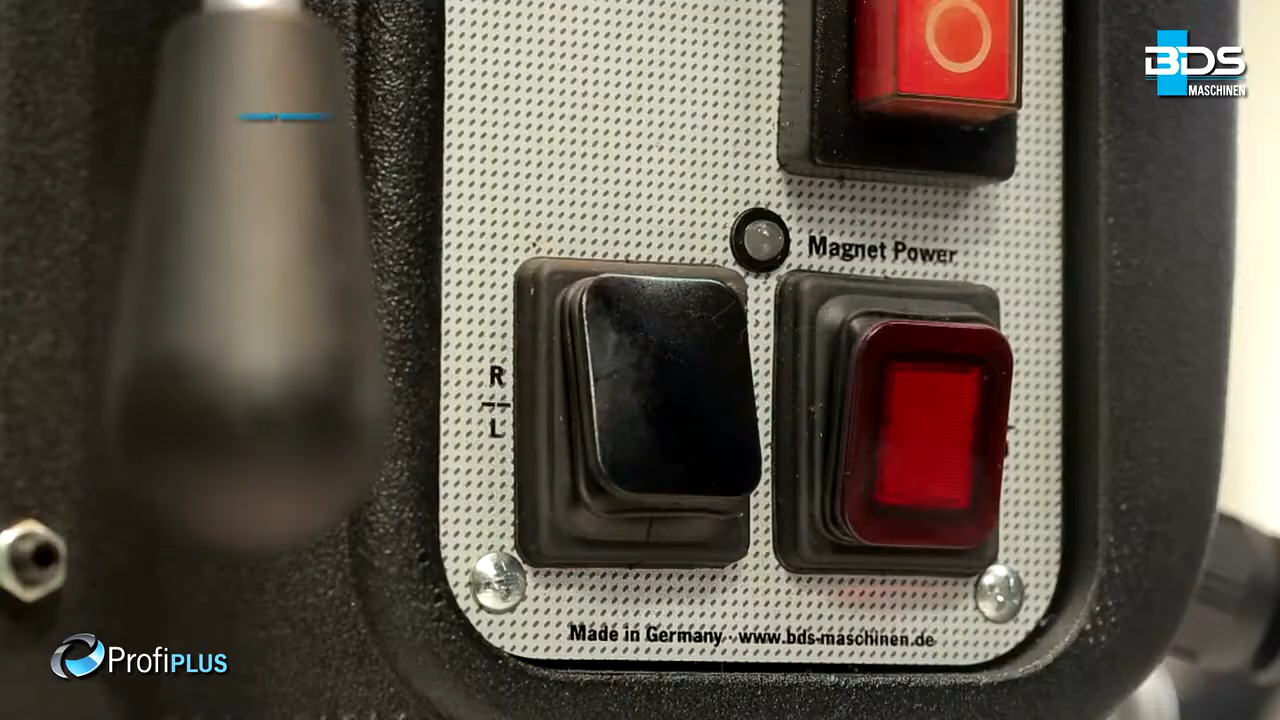 BDS
MASCHINEN
Magnet Power
R
L
Made in Germany · www.bds-maschinen.de
ProfiPLUS